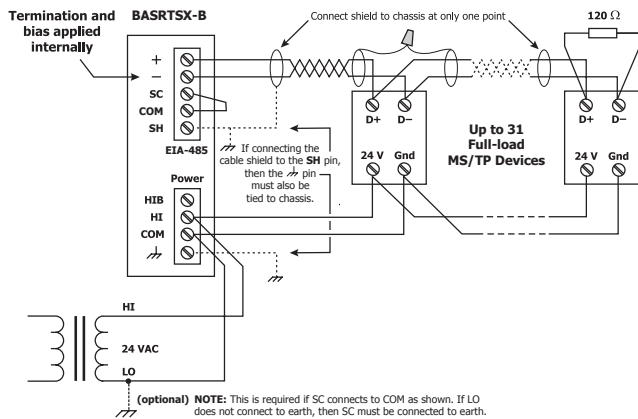 Termination and
bias applied
internally
BASRTSX-B
Connect shield to chassis at only one point
120 Ω
+
−
SC
COM
SH
EIA-485
D+ D−
D+ D−
Up to 31
Full-load
MS/TP Devices
24 V Gnd
24 V Gnd
If connecting the
cable shield to the SH pin,
then the pin
must also be
tied to chassis.
Power
HIB
HI
COM
HI
24 VAC
LO
(optional) NOTE: This is required if SC connects to COM as shown. If LO
does not connect to earth, then SC must be connected to earth.